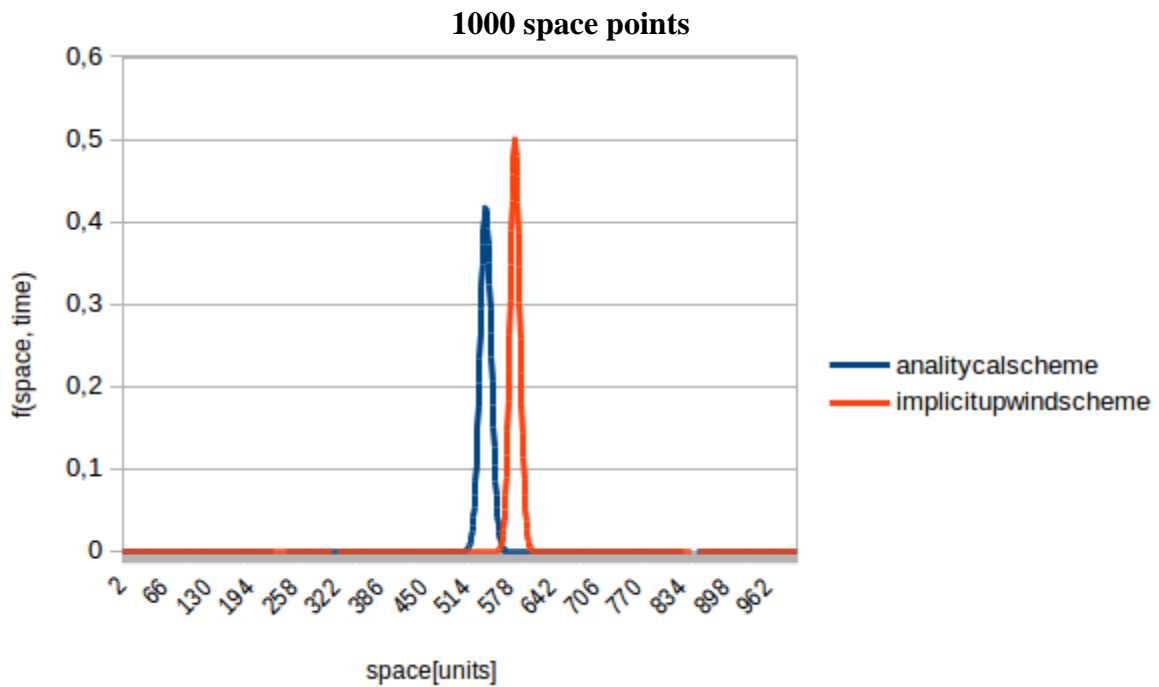 1000 space points
0,6
0,5
0,4
0,3
0,2
0,1
0
f(space, time)
2 66 130 194 258 322 386 450 514 578 642 706 770 834 898 962
space[units]
analitycalscheme
implicitupwindscheme